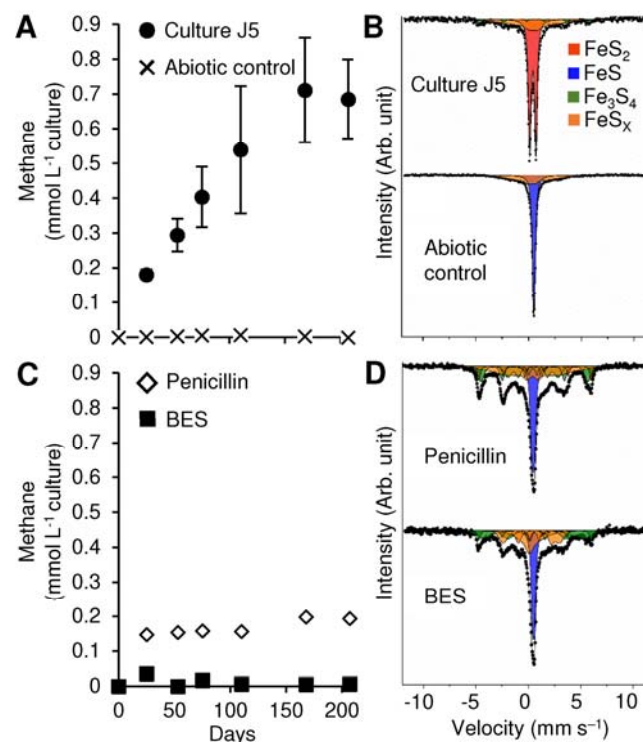 A
● Culture J5
× Abiotic control
Methane
(mmol L⁻¹ culture)
0.9
0.8
0.7
0.6
0.5
0.4
0.3
0.2
0.1
0
B
Culture J5
FeS₂
FeS
Fe₃S₄
FeSₓ
Abiotic
control
Intensity (Arb. unit)
C
◇ Penicillin
■ BES
Methane
(mmol L⁻¹ culture)
0.9
0.8
0.7
0.6
0.5
0.4
0.3
0.2
0.1
0
0 50 100 150 200
Days
D
Penicillin
BES
Intensity (Arb. unit)
-10 -5 0 5 10
Velocity (mm s⁻¹)